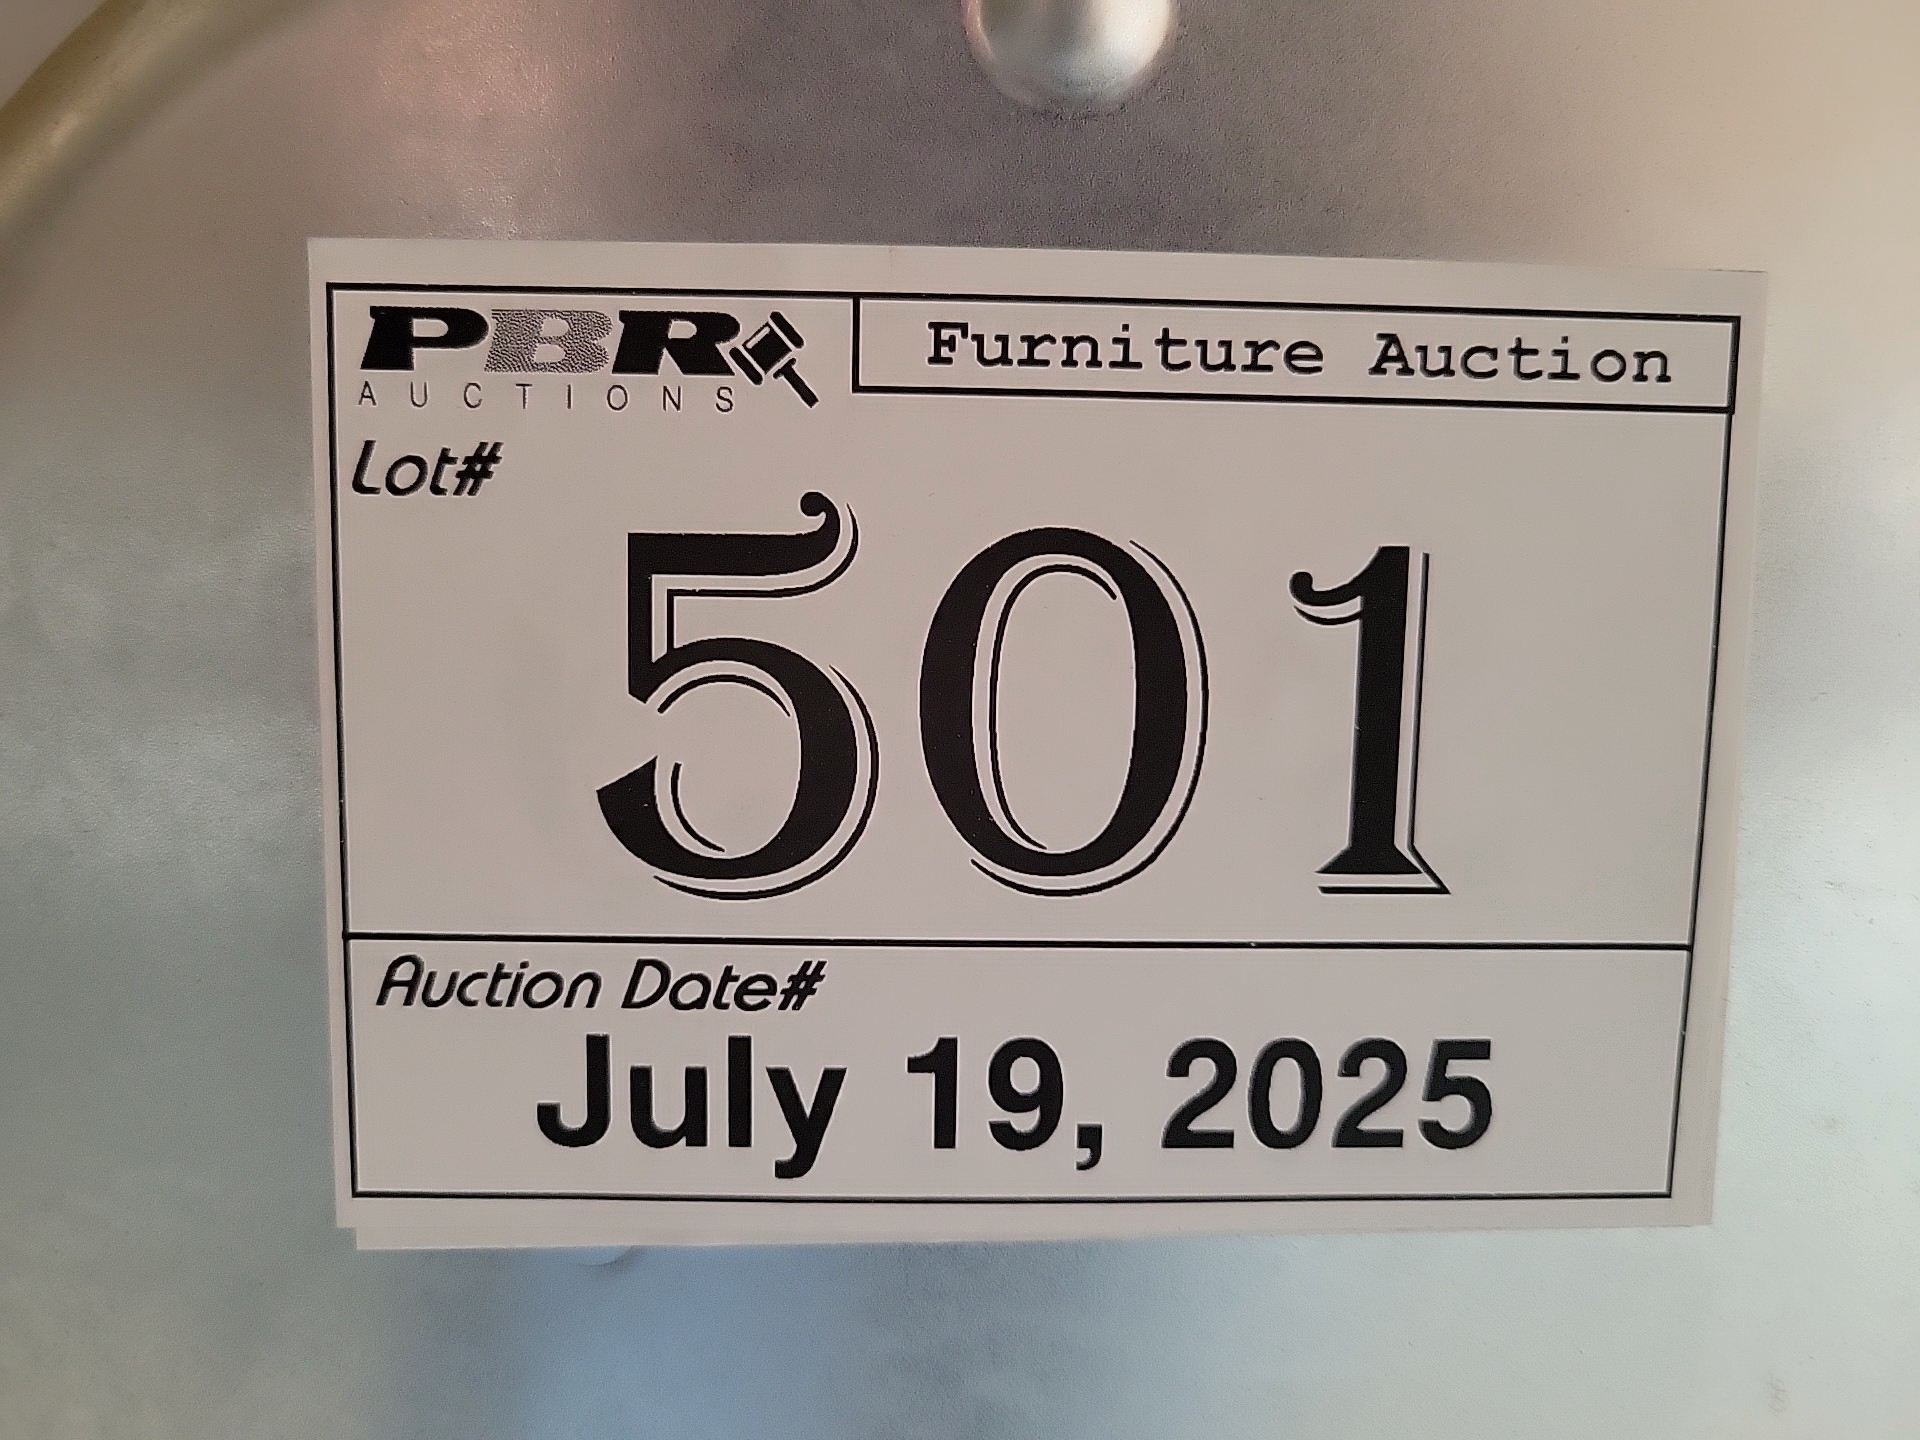 PBR
AUCTIONS
Furniture Auction
Lot#
501
Auction Date#
July 19, 2025